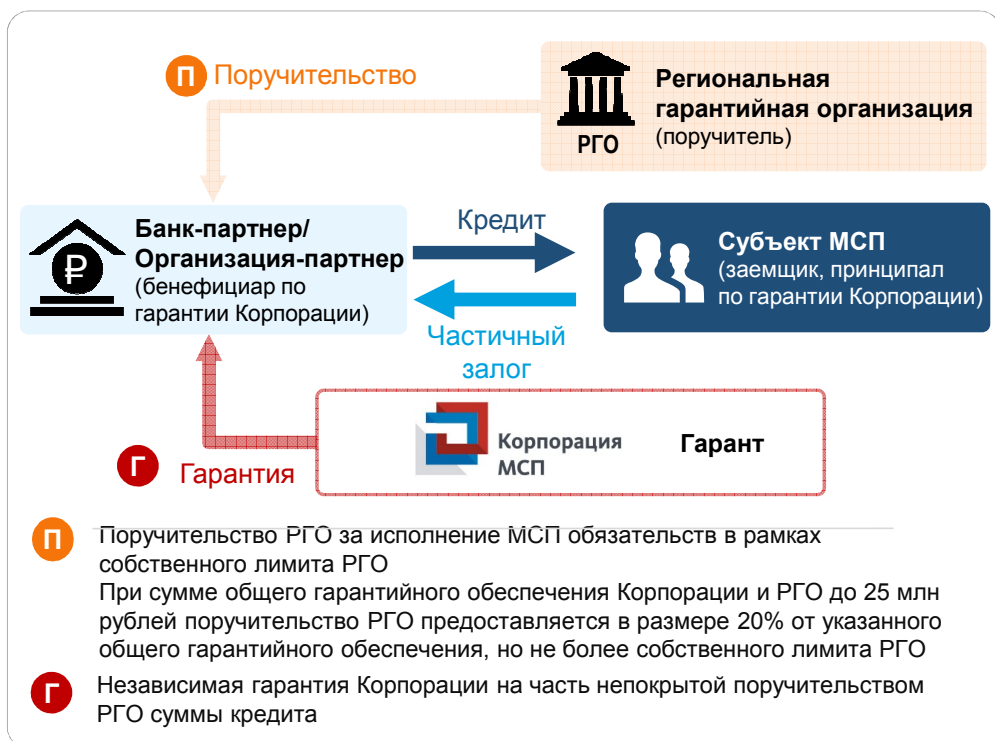 П Поручительство
Региональная
гарантийная организация
(поручитель)
РГО
Банк-партнер/
Организация-партнер
(бенефициар по
гарантии Корпорации)
₽
Кредит
Частичный
залог
Субъект МСП
(заемщик, принципал
по гарантии Корпорации)
Г Гарантия
Корпорация
МСП
Гарант
П Поручительство РГО за исполнение МСП обязательств в рамках
собственного лимита РГО
При сумме общего гарантийного обеспечения Корпорации и РГО до 25 млн
рублей поручительство РГО предоставляется в размере 20% от указанного
общего гарантийного обеспечения, но не более собственного лимита РГО
Г Независимая гарантия Корпорации на часть непокрытой поручительством
РГО суммы кредита